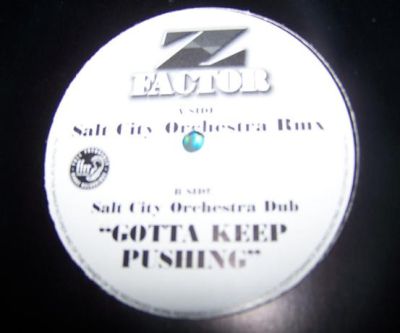 Z
FACTOR
A SIDE
Salt City Orchestra Rmx
B SIDE
Salt City Orchestra Dub
"GOTTA KEEP
PUSHING"